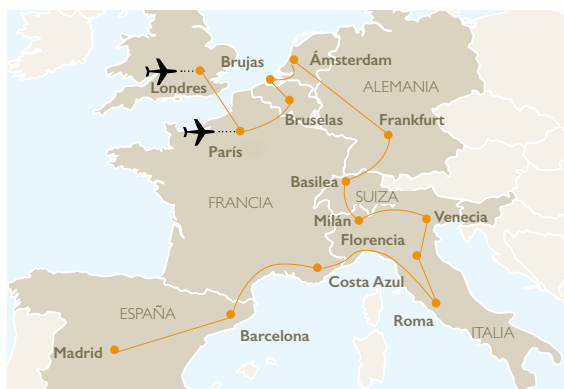 Brujas
Ámsterdam
Londres
ALEMANIA
Bruselas
Frankfurt
París
Basilea
SUIZA
FRANCIA
Milán
Venecia
Florencia
Costa Azul
ESPAÑA
Roma
Barcelona
ITALIA
Madrid